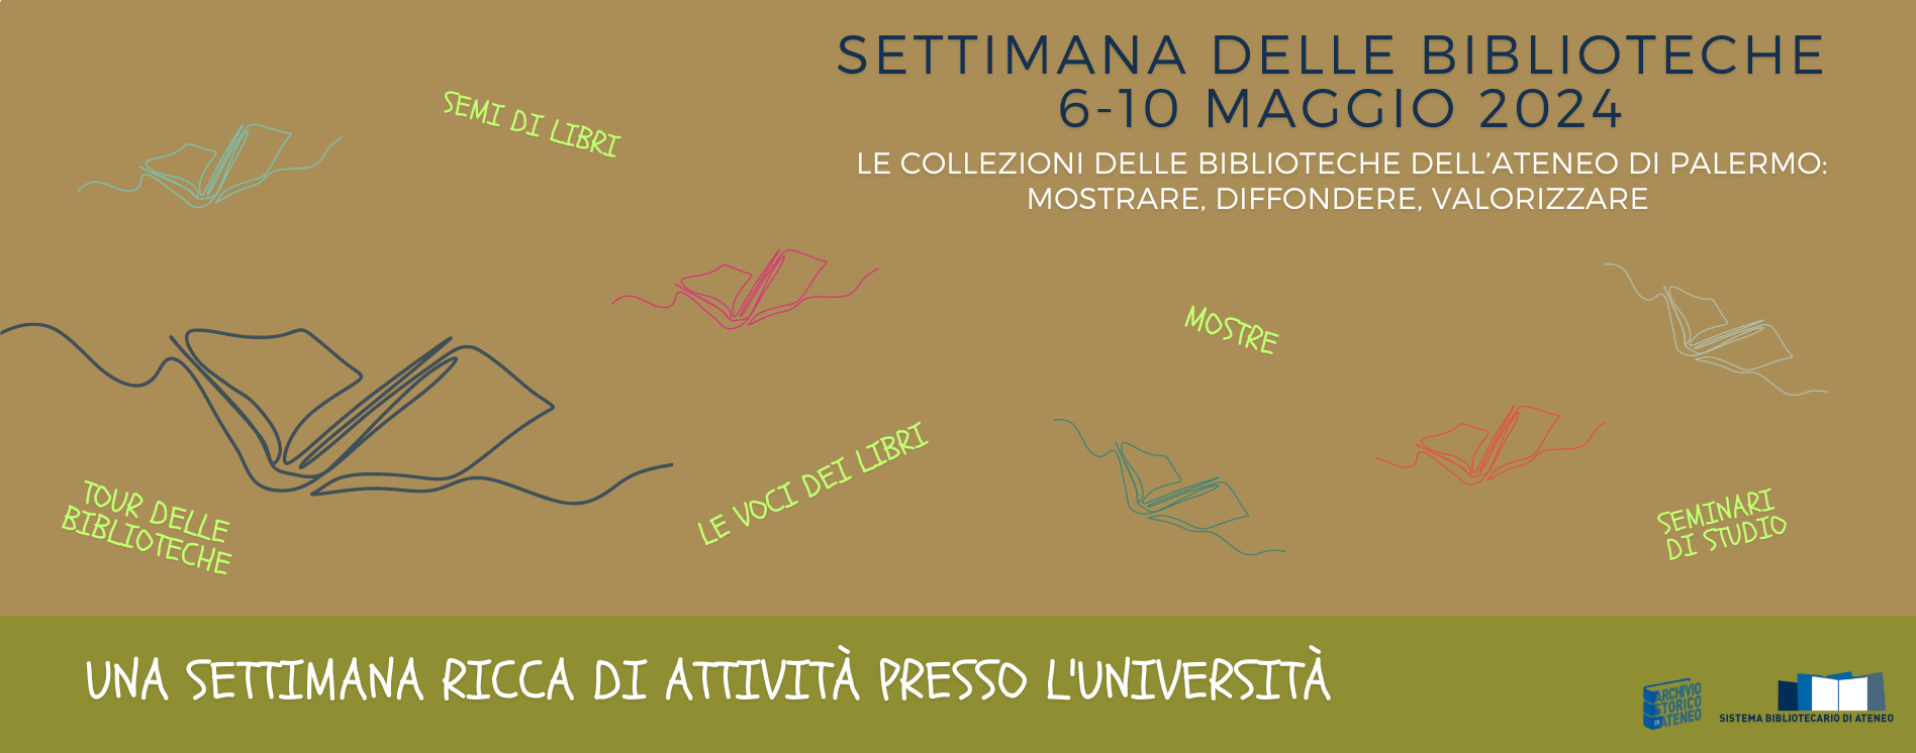 SETTIMANA DELLE BIBLIOTECHE
6-10 MAGGIO 2024
LE COLLEZIONI DELLE BIBLIOTECHE DELL'ATENEO DI PALERMO:
MOSTRARE, DIFFONDERE, VALORIZZARE
SEMI DI LIBRI
MOSTRE
TOUR DELLE
BIBLIOTECHE
LE VOCI DEI LIBRI
SEMINARI
DI STUDIO
UNA SETTIMANA RICCA DI ATTIVITÀ PRESSO L'UNIVERSITÀ
ARCHIVIO
STORICO
DI ATENEO
SISTEMA BIBLIOTECARIO DI ATENEO